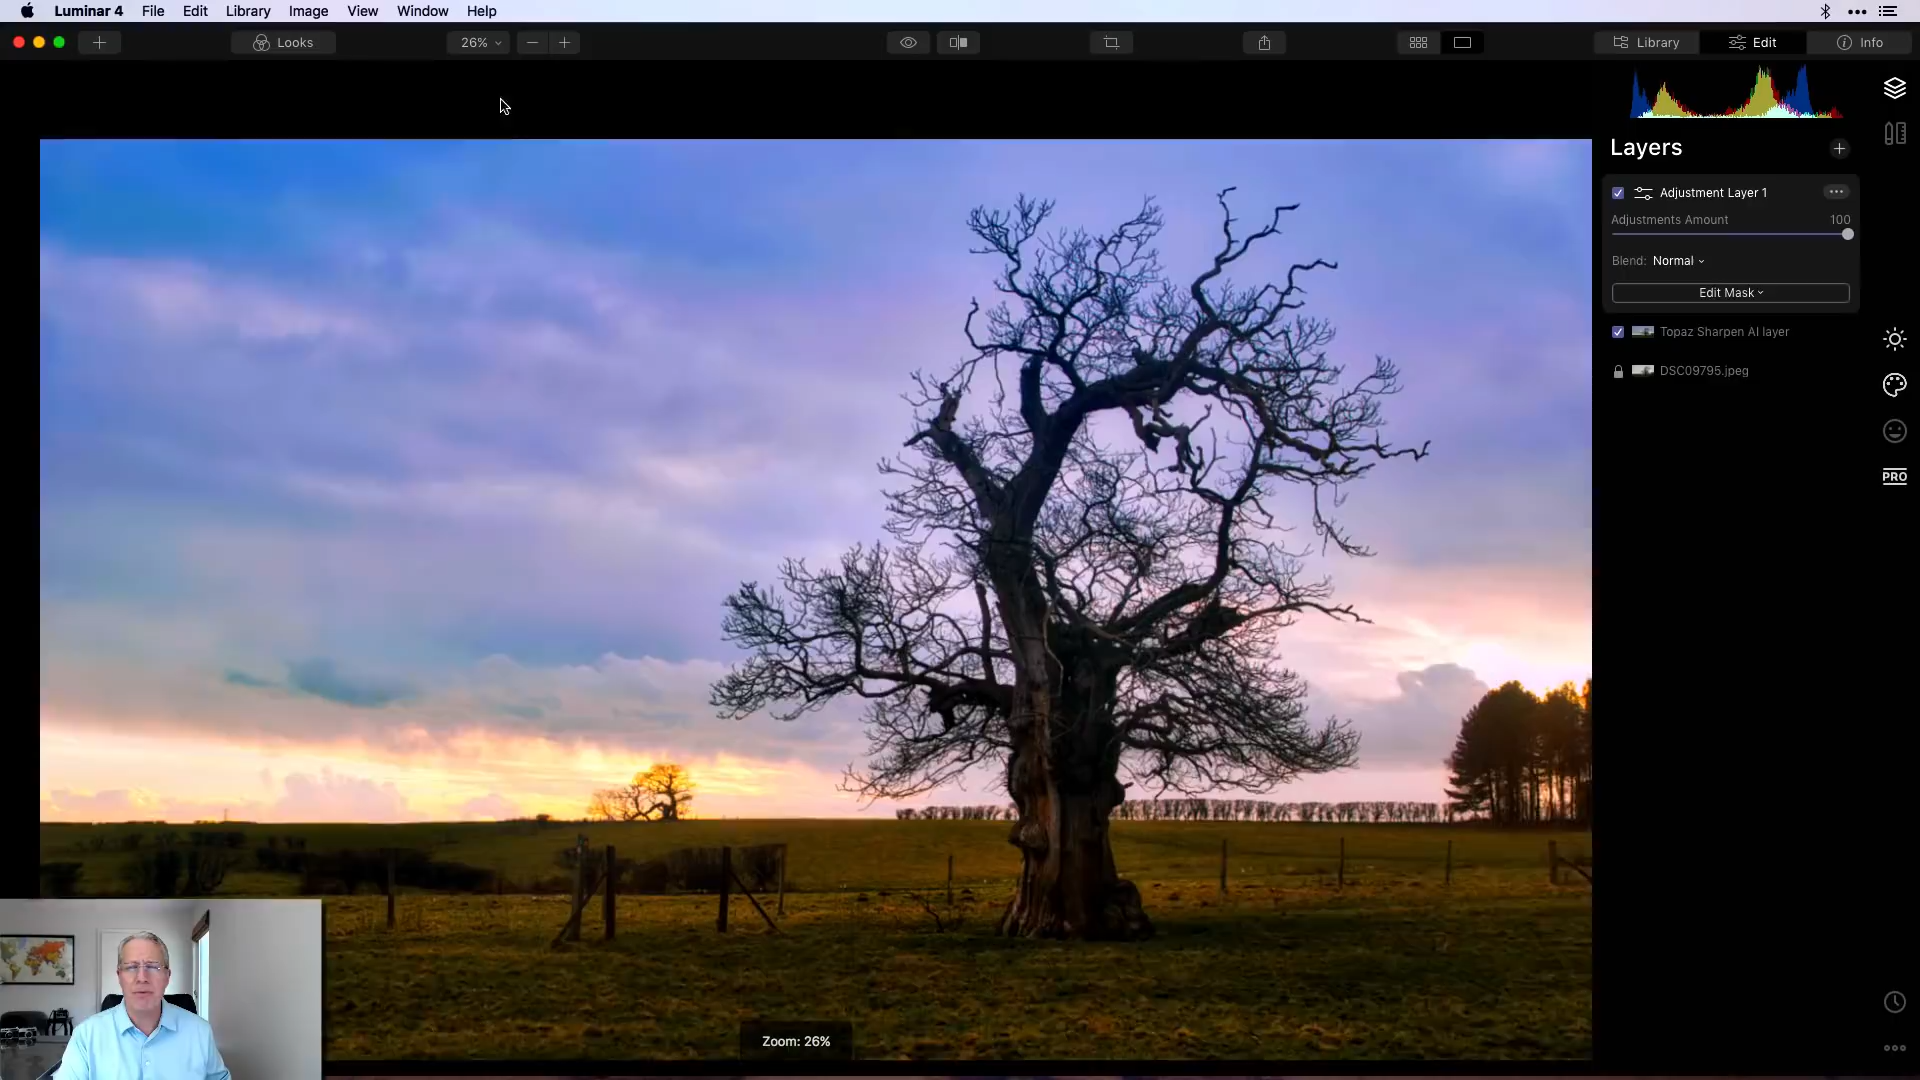 Luminar 4 File Edit Library Image View Window Help
Looks 26% Library Edit Info
Layers
Adjustment Layer 1
Adjustments Amount 100
Blend: Normal
Edit Mask
Topaz Sharpen AI layer
DSC09795.jpeg
PRO
Zoom: 26%